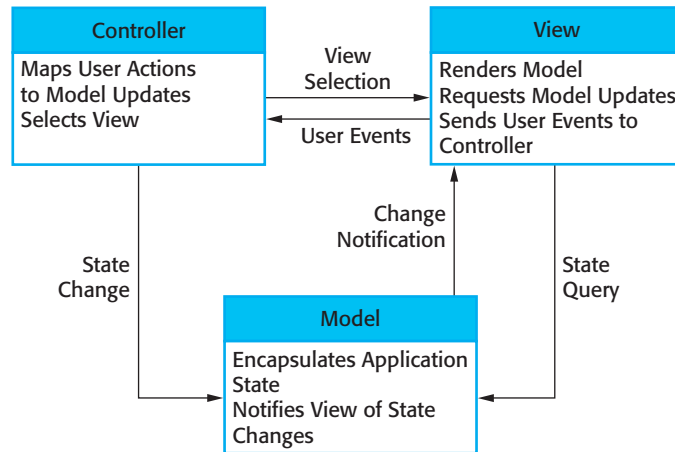 Controller
Maps User Actions
to Model Updates
Selects View
View
Selection
User Events
View
Renders Model
Requests Model Updates
Sends User Events to
Controller
State
Change
Change
Notification
State
Query
Model
Encapsulates Application
State
Notifies View of State
Changes